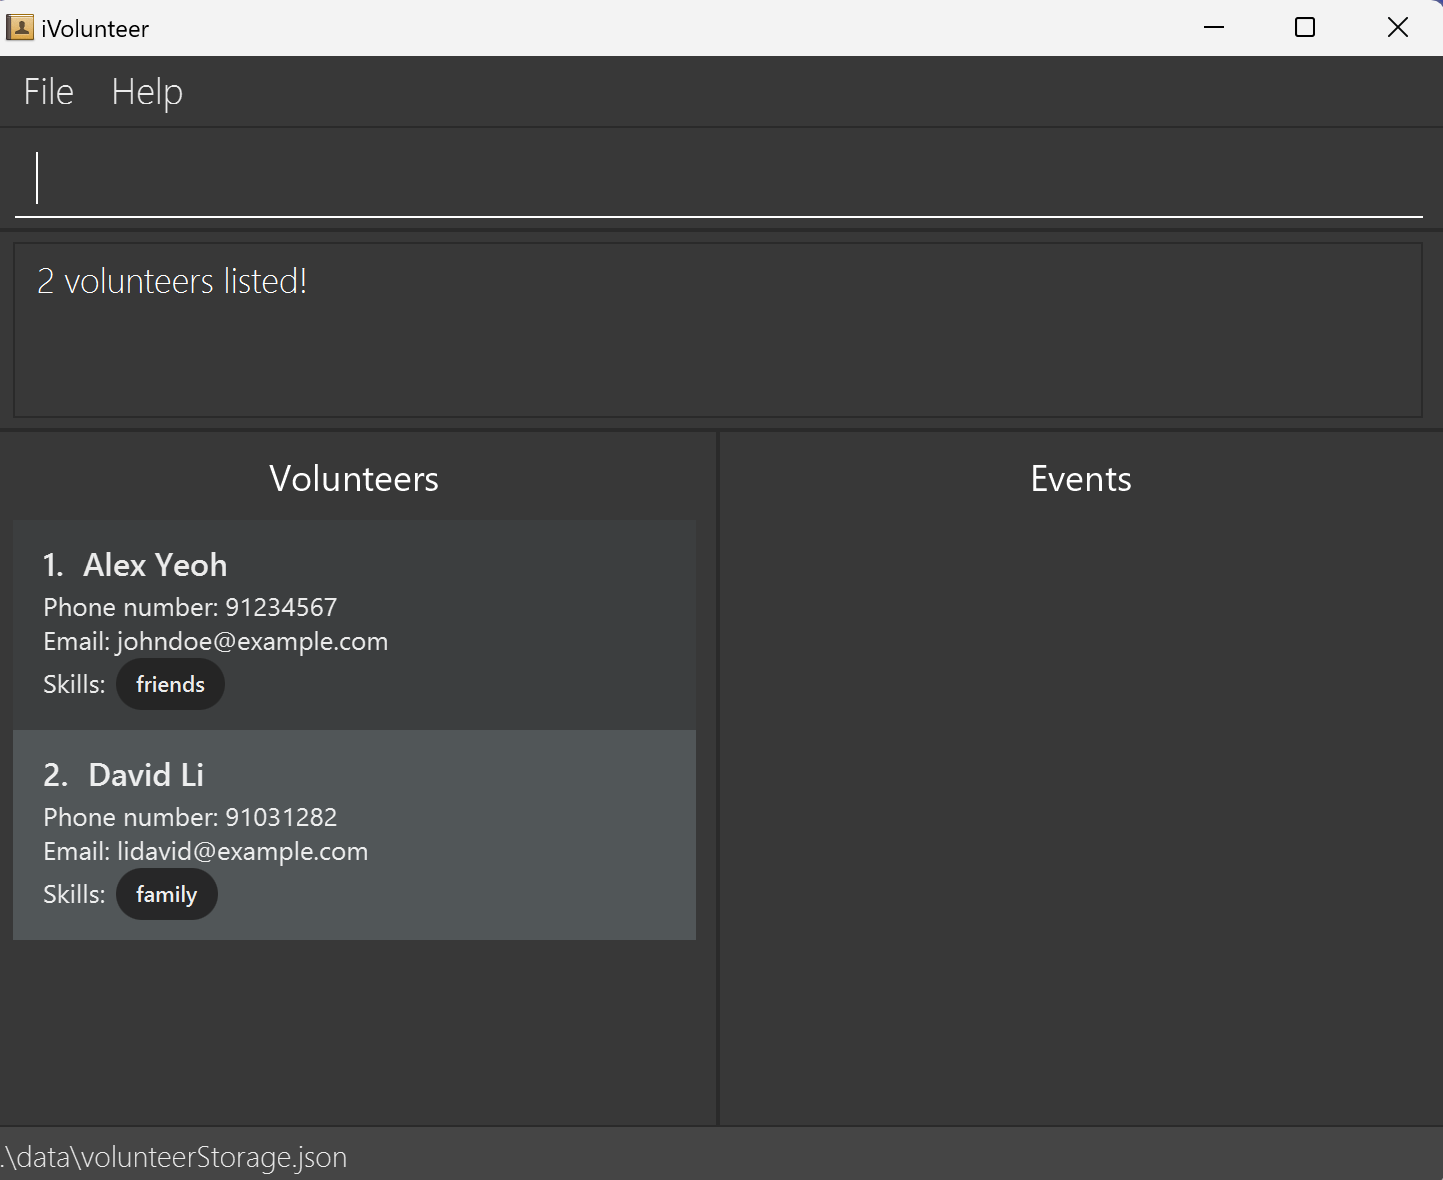 iVolunteer
File Help
2 volunteers listed!
Volunteers
1. Alex Yeoh
Phone number: 91234567
Email: johndoe@example.com
Skills: friends
2. David Li
Phone number: 91031282
Email: lidavid@example.com
Skills: family
Events
.\data\volunteerStorage.json